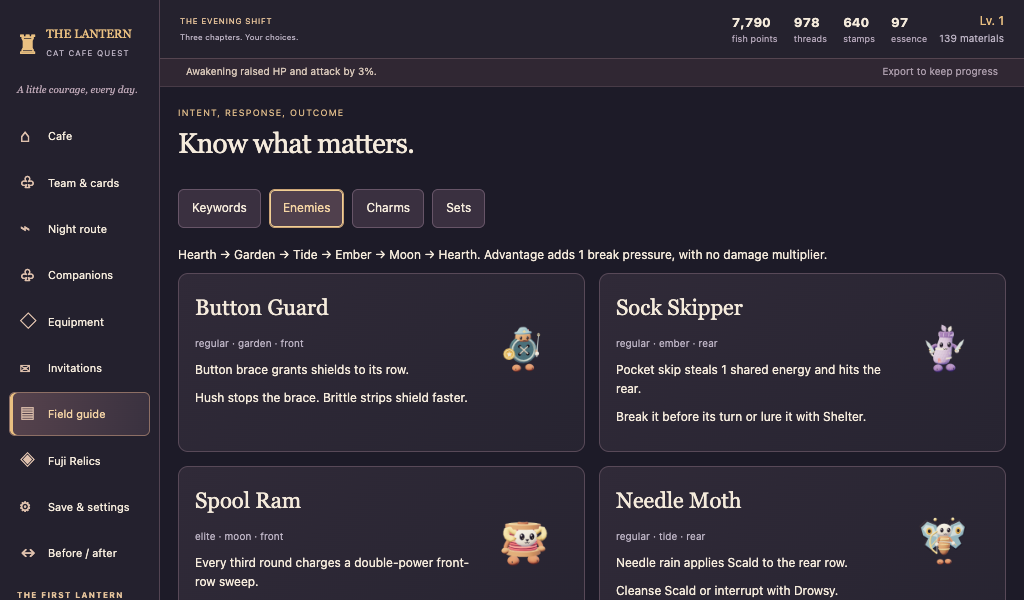 THE LANTERN
CAT CAFE QUEST
A little courage, every day.
Cafe
Team & cards
Night route
Companions
Equipment
Invitations
Field guide
Fuji Relics
Save & settings
Before / after
THE FIRST LANTERN
THE EVENING SHIFT
Three chapters. Your choices.
7,790
fish points
978
threads
640
stamps
97
essence
Lv. 1
139 materials
Awakening raised HP and attack by 3%.
Export to keep progress
INTENT, RESPONSE, OUTCOME
Know what matters.
Keywords
Enemies
Charms
Sets
Hearth → Garden → Tide → Ember → Moon → Hearth. Advantage adds 1 break pressure, with no damage multiplier.
Button Guard
regular · garden · front
Button brace grants shields to its row.
Hush stops the brace. Brittle strips shield faster.
Sock Skipper
regular · ember · rear
Pocket skip steals 1 shared energy and hits the
rear.
Break it before its turn or lure it with Shelter.
Spool Ram
elite · moon · front
Every third round charges a double-power front-
row sweep.
Needle Moth
regular · tide · rear
Needle rain applies Scald to the rear row.
Cleanse Scald or interrupt with Drowsy.